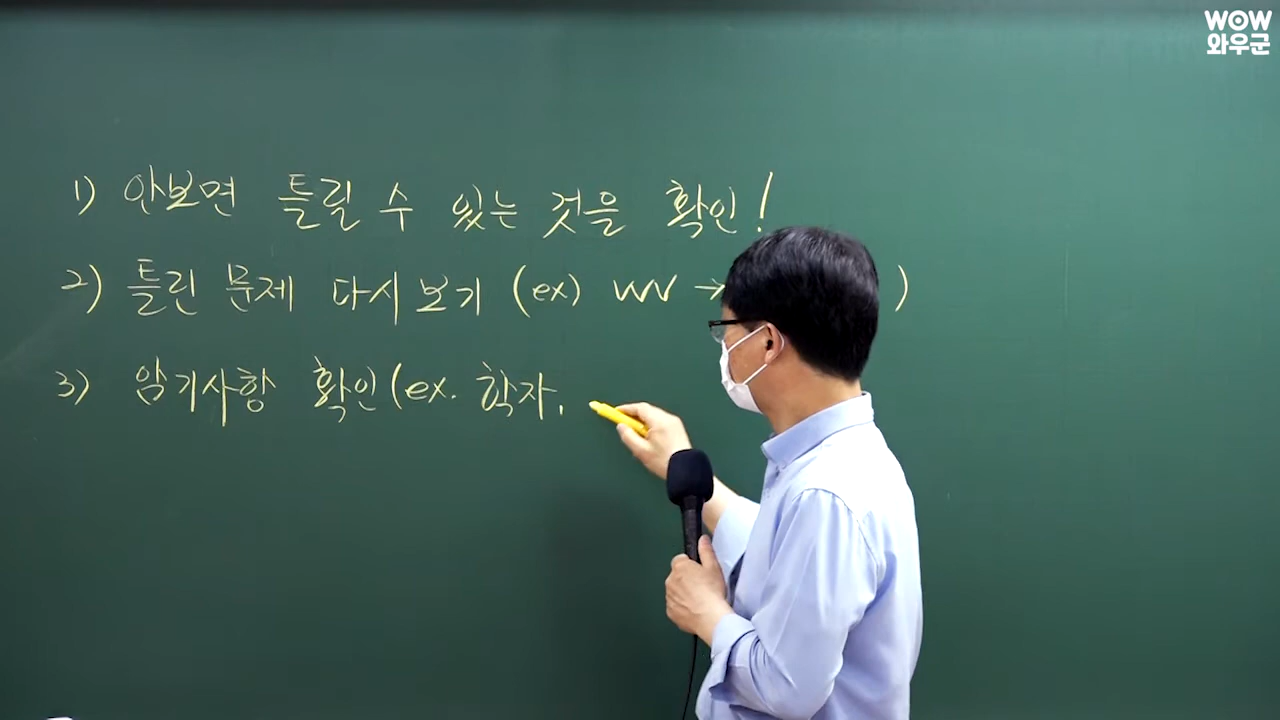 WOW
와우군
1) 안보면 틀릴 수 있는 것을 확인!
2) 틀린 문제 다시보기 (ex) WV → )
3) 암기사항 확인(ex. 학자,